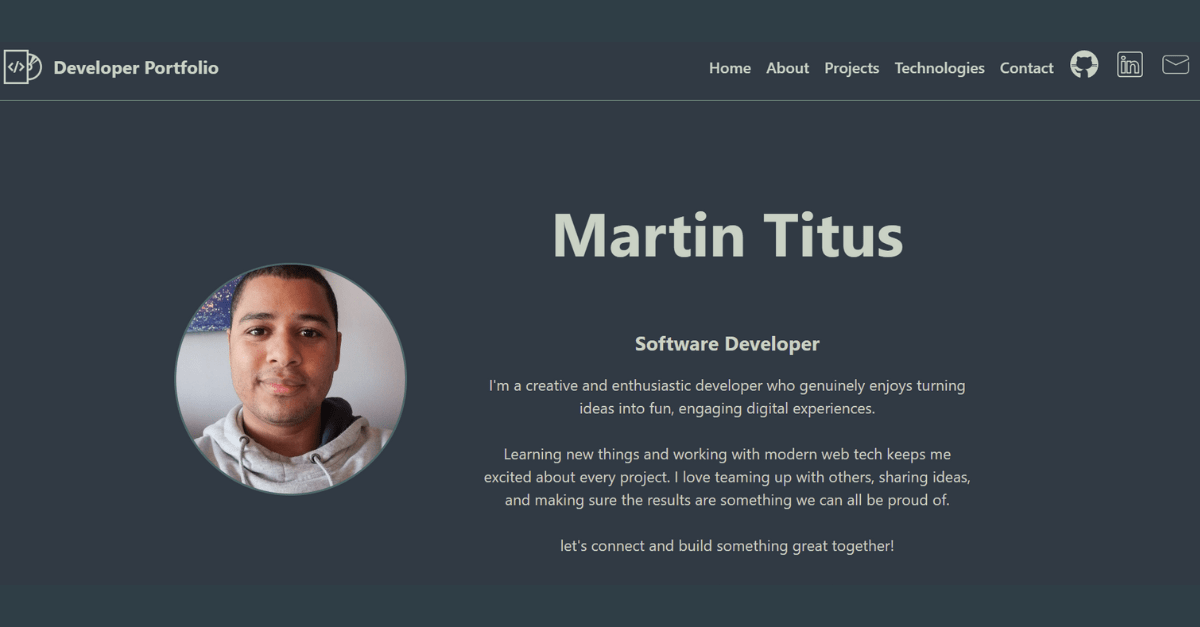 </>
Developer Portfolio
Home About Projects Technologies Contact
in
Martin Titus
Software Developer
I'm a creative and enthusiastic developer who genuinely enjoys turning
ideas into fun, engaging digital experiences.
Learning new things and working with modern web tech keeps me
excited about every project. I love teaming up with others, sharing ideas,
and making sure the results are something we can all be proud of.
let's connect and build something great together!